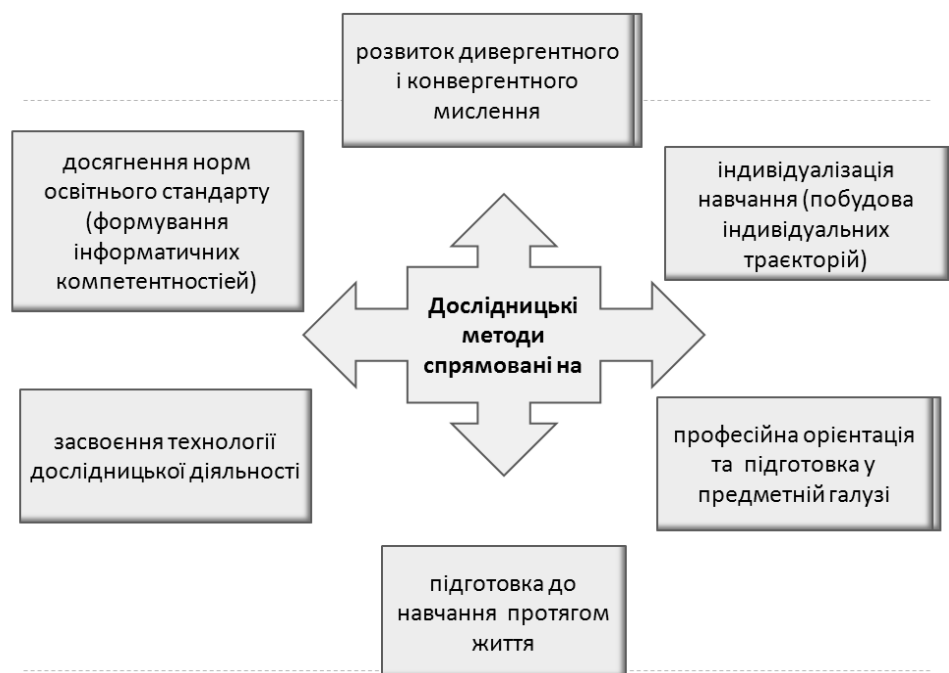 розвиток дивергентного
і конвергентного
мислення
досягнення норм
освітнього стандарту
(формування
інформатичних
компетентностіей)
індивідуалізація
навчання (побудова
індивідуальних
траєкторій)
Дослідницькі
методи
спрямовані на
засвоєння технології
дослідницької діяльності
професійна орієнтація
та підготовка у
предметній галузі
підготовка до
навчання протягом
життя